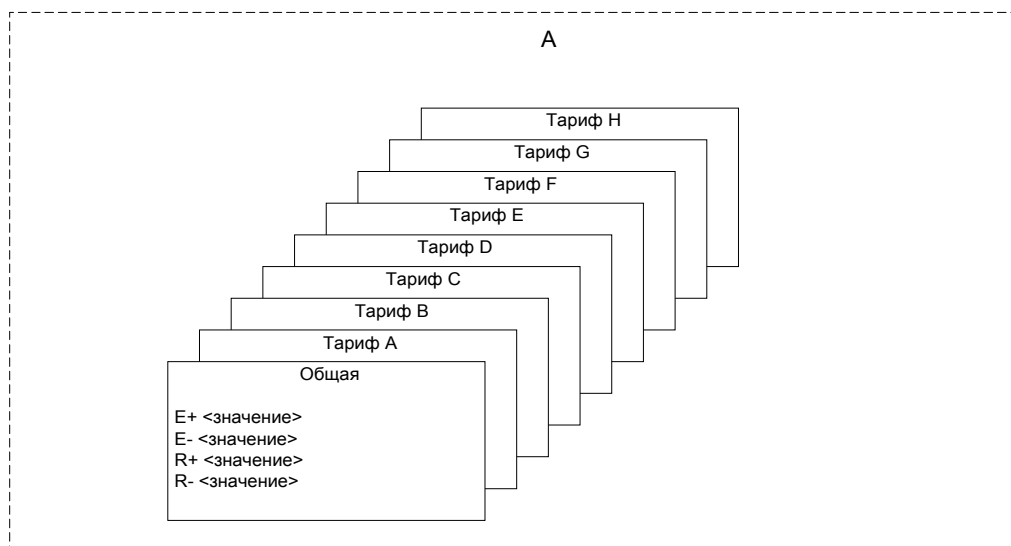 А
Тариф H
Тариф G
Тариф F
Тариф E
Тариф D
Тариф C
Тариф B
Тариф A
Общая
E+ <значение>
E- <значение>
R+ <значение>
R- <значение>